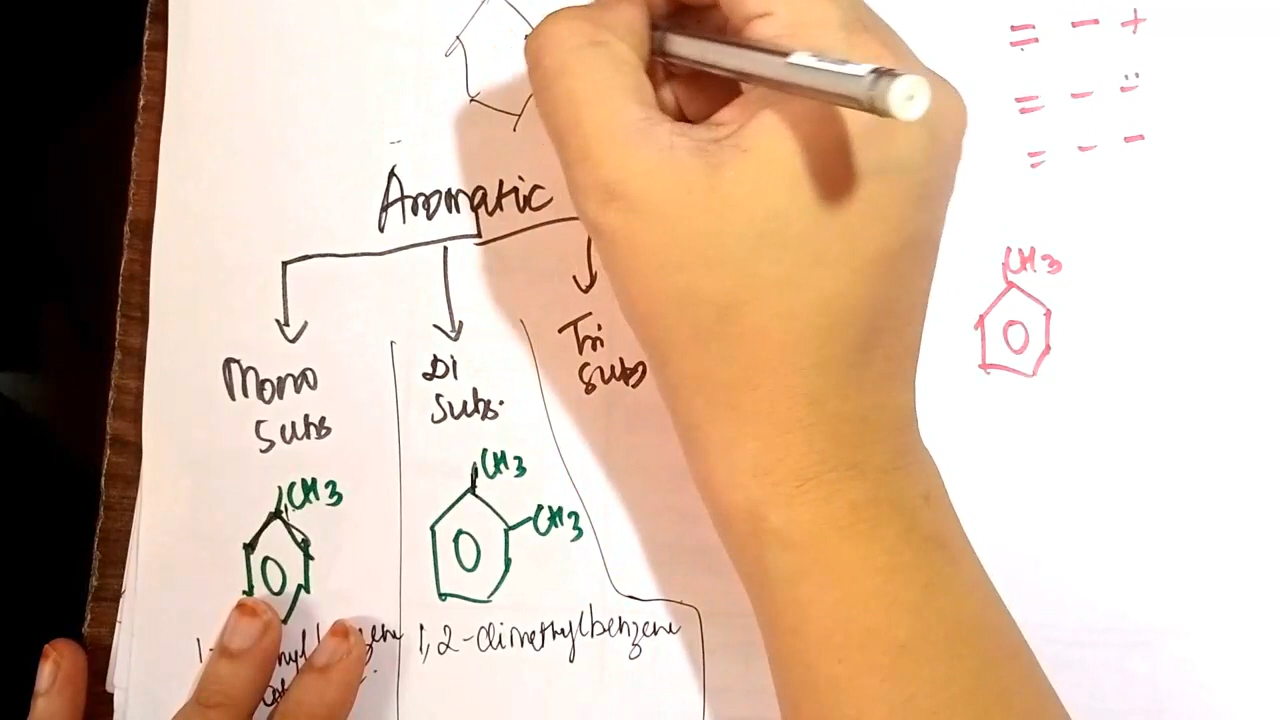 = - +
= - -
= - -
Aromatic
Mono
Subs
Di
Subs.
Tri
Subs
CH3
CH3
CH3
CH3
1,2-dimethylbenzene